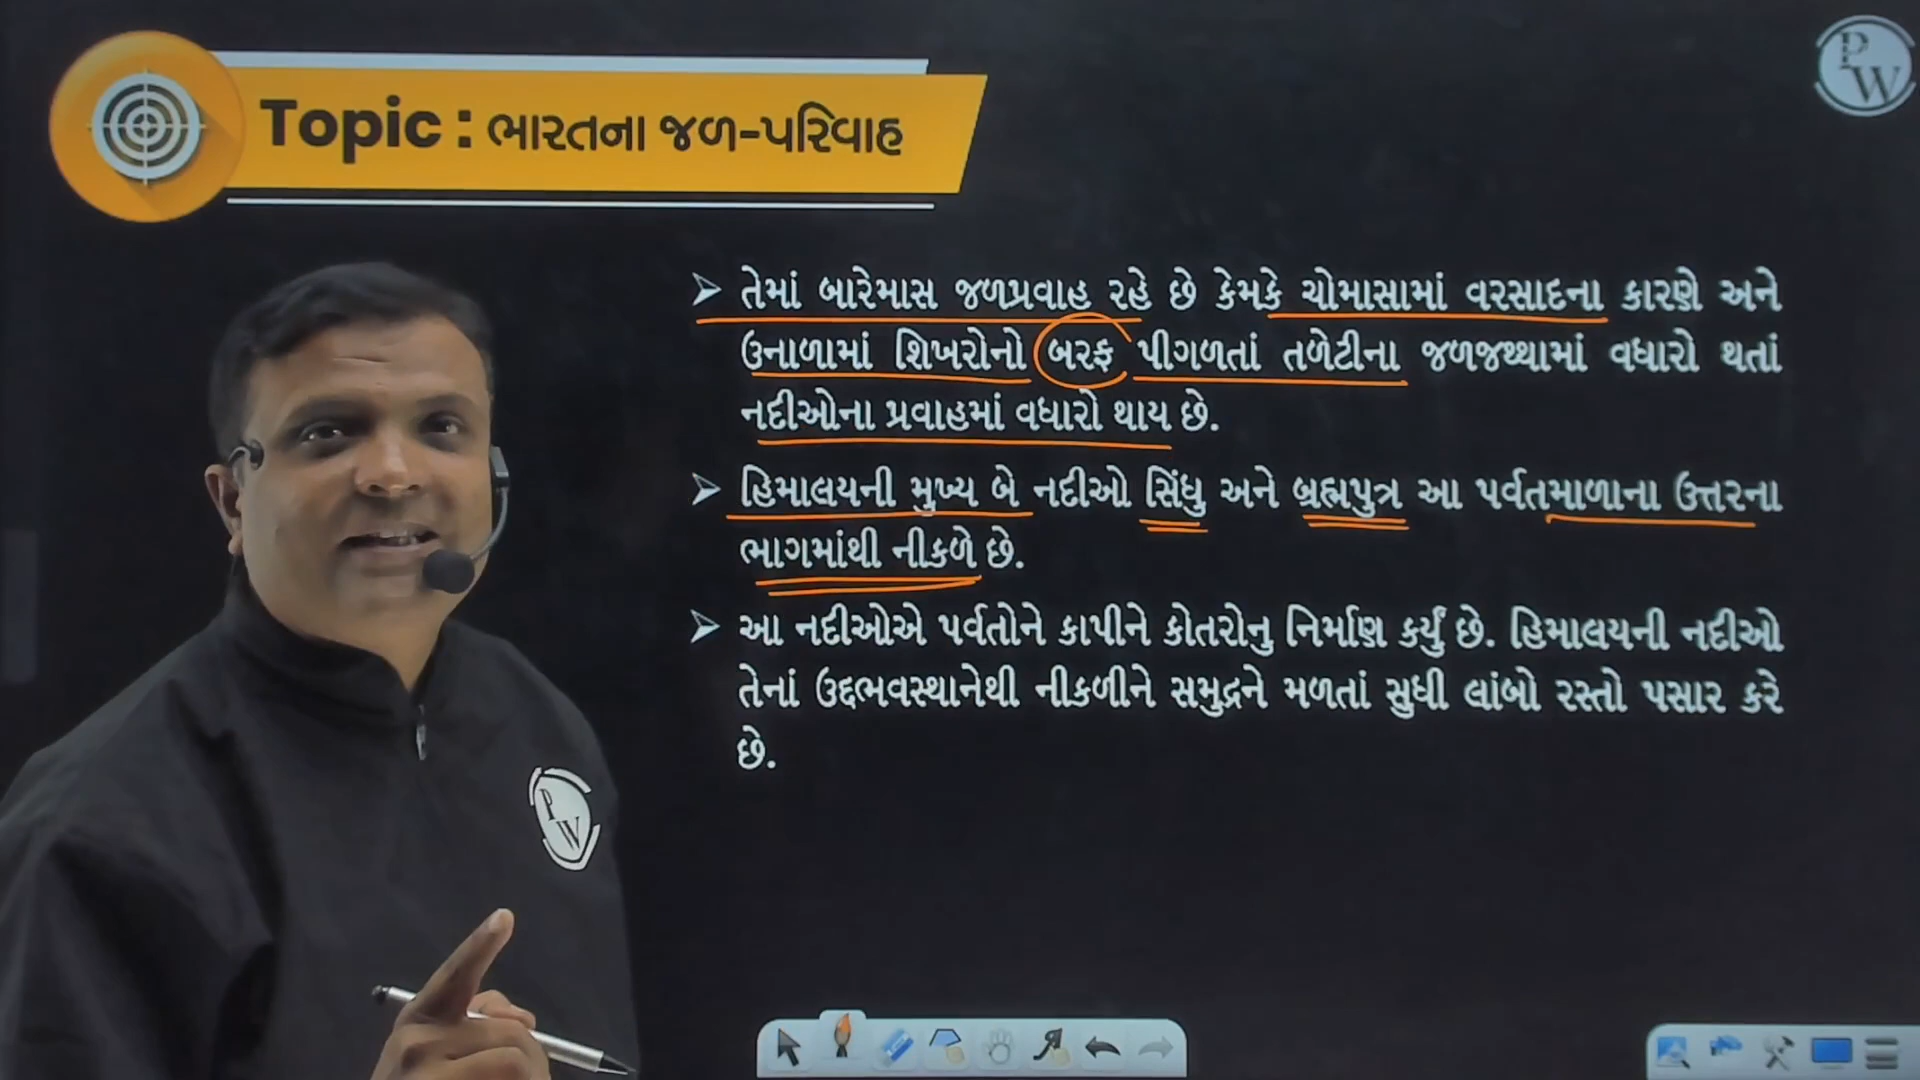 PW
Topic : ભારતના જળ-પરિવાહ
➢ તેમાં બારેમાસ જળપ્રવાહ રહે છે કેમકે ચોમાસામાં વરસાદના કારણે અને
ઉનાળામાં શિખરોનો બરફ પીગળતાં તળેટીના જળજથ્થામાં વધારો થતાં
નદીઓના પ્રવાહમાં વધારો થાય છે.
➢ હિમાલયની મુખ્ય બે નદીઓ સિંધુ અને બ્રહ્મપુત્ર આ પર્વતમાળાના ઉત્તરના
ભાગમાંથી નીકળે છે.
➢ આ નદીઓએ પર્વતોને કાપીને કોતરોનુ નિર્માણ કર્યું છે. હિમાલયની નદીઓ
તેનાં ઉદ્દભવસ્થાનેથી નીકળીને સમુદ્રને મળતાં સુધી લાંબો રસ્તો પસાર કરે
છે.
PW